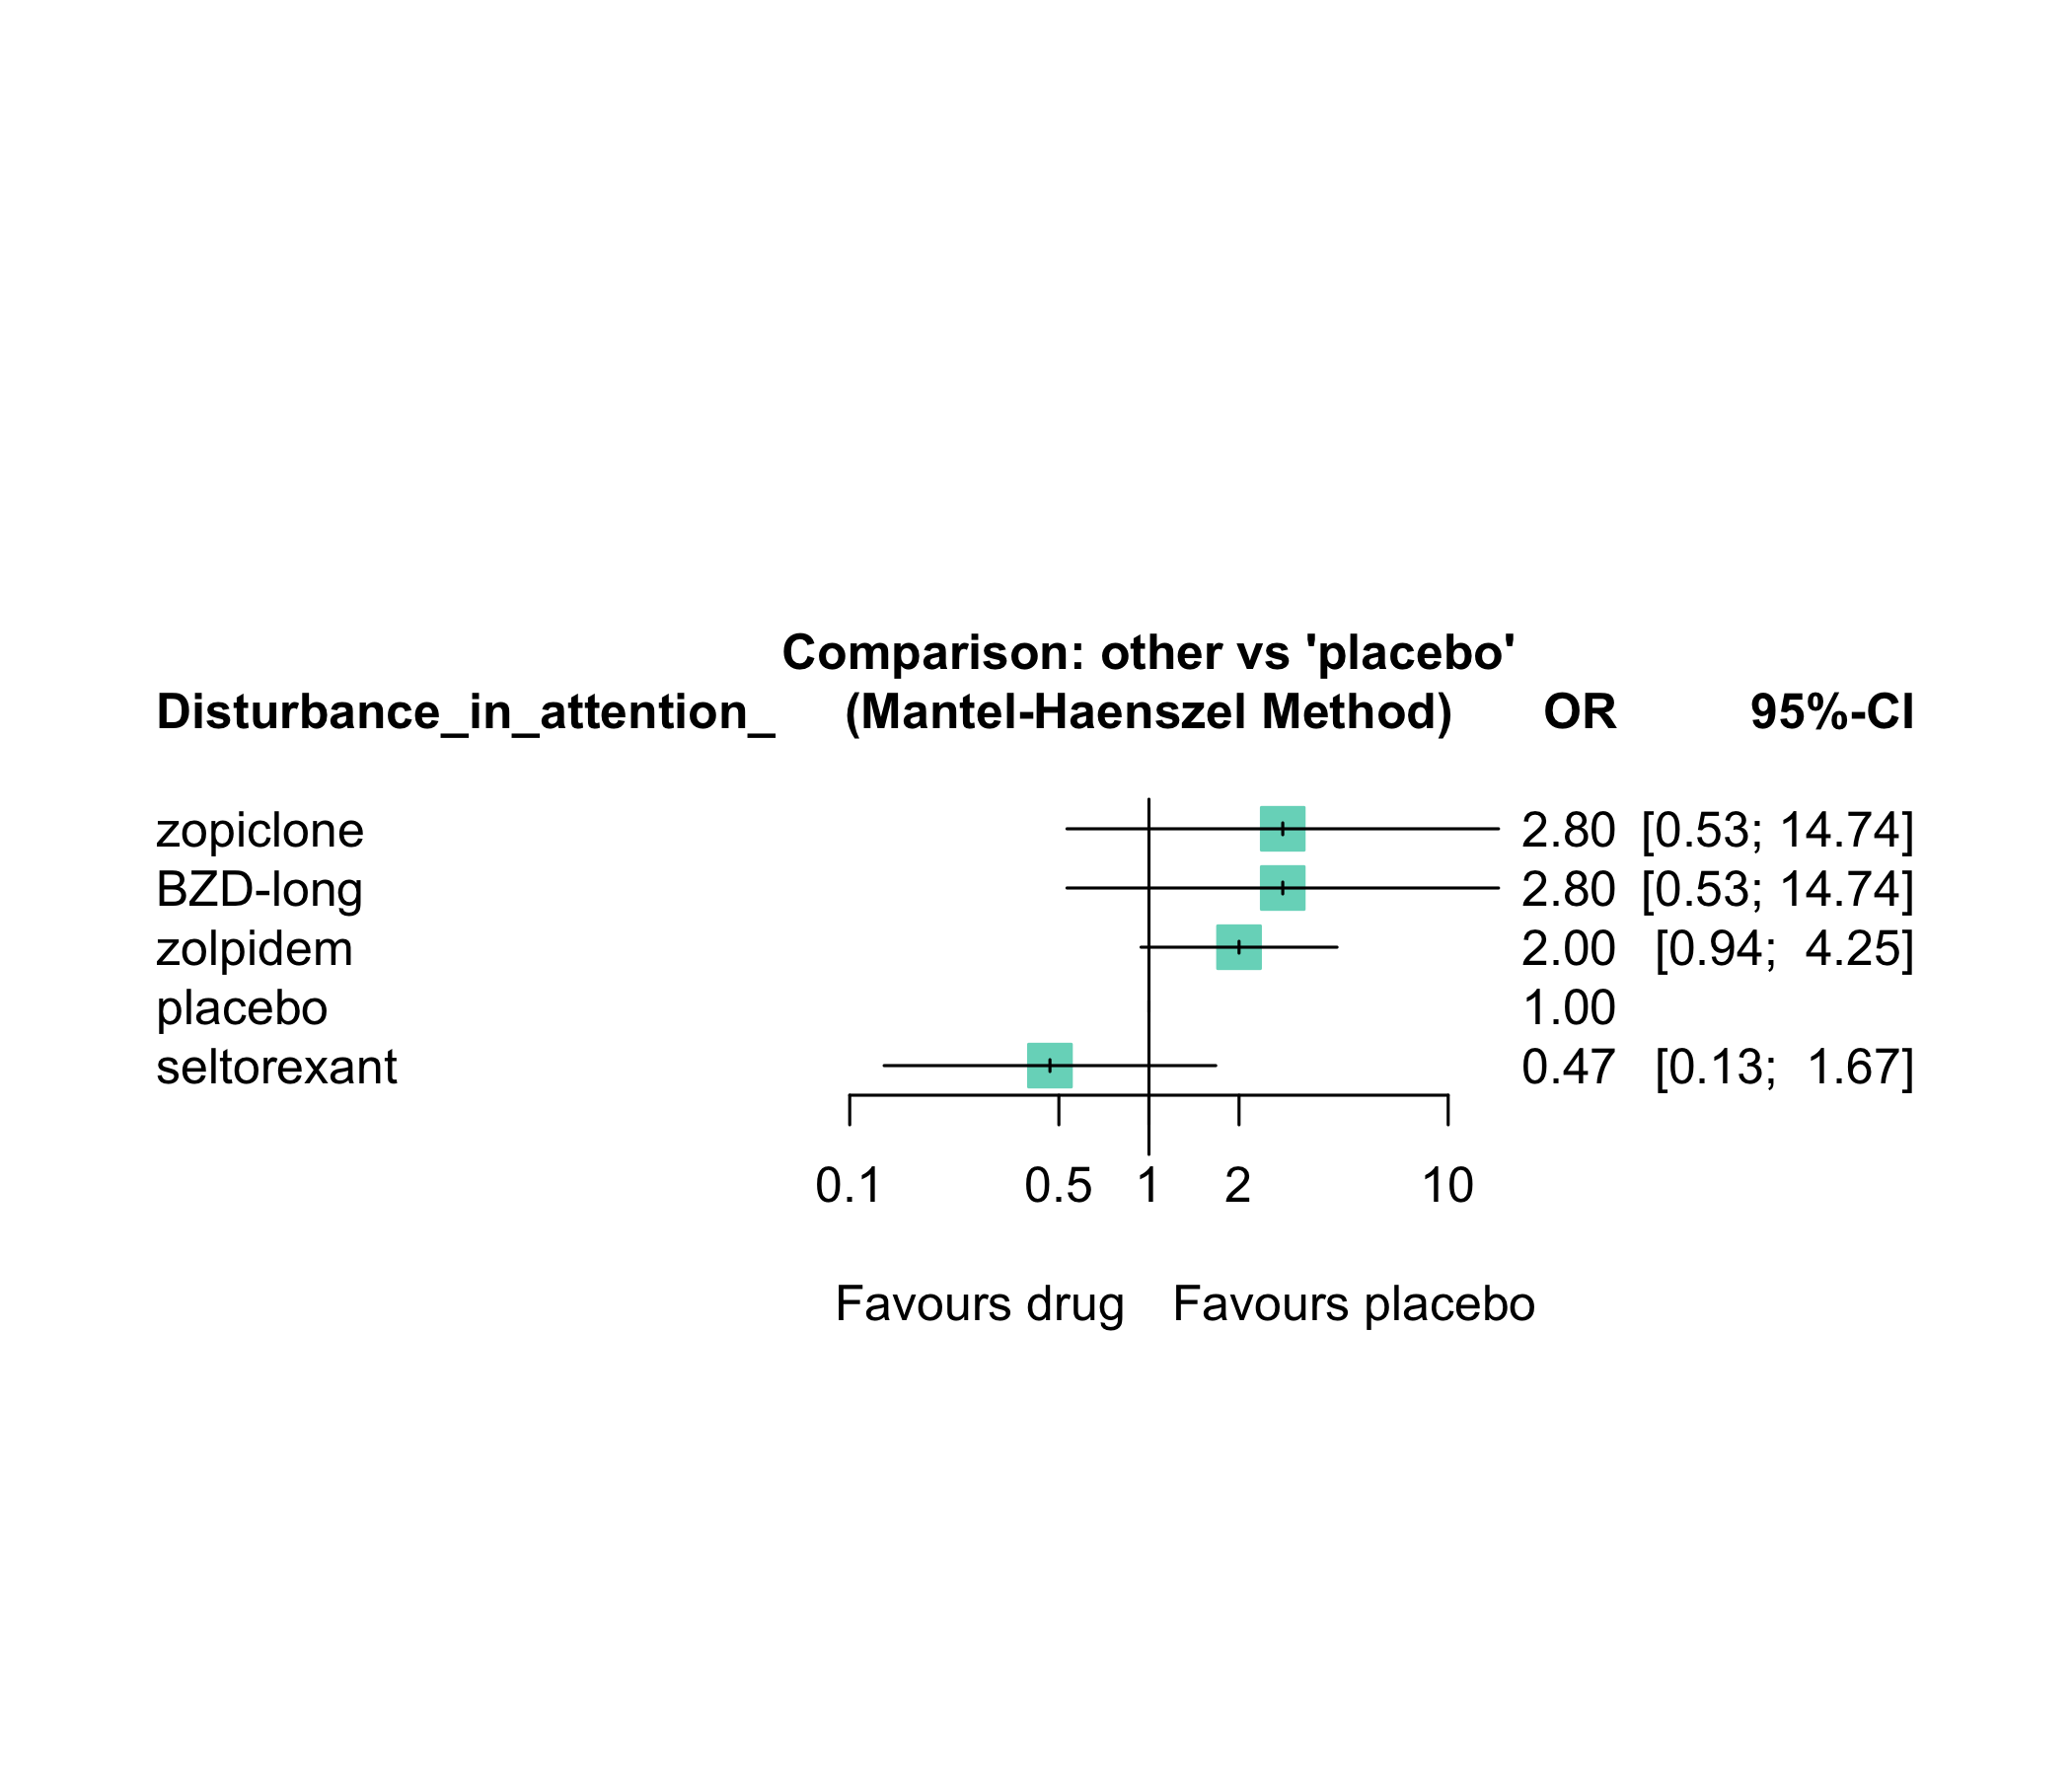 Comparison: other vs 'placebo'
Disturbance_in_attention_ (Mantel-Haenszel Method) OR 95%-CI
zopiclone 2.80 [0.53; 14.74]
BZD-long 2.80 [0.53; 14.74]
zolpidem 2.00 [0.94; 4.25]
placebo 1.00
seltorexant 0.47 [0.13; 1.67]
0.1 0.5 1 2 10
Favours drug Favours placebo